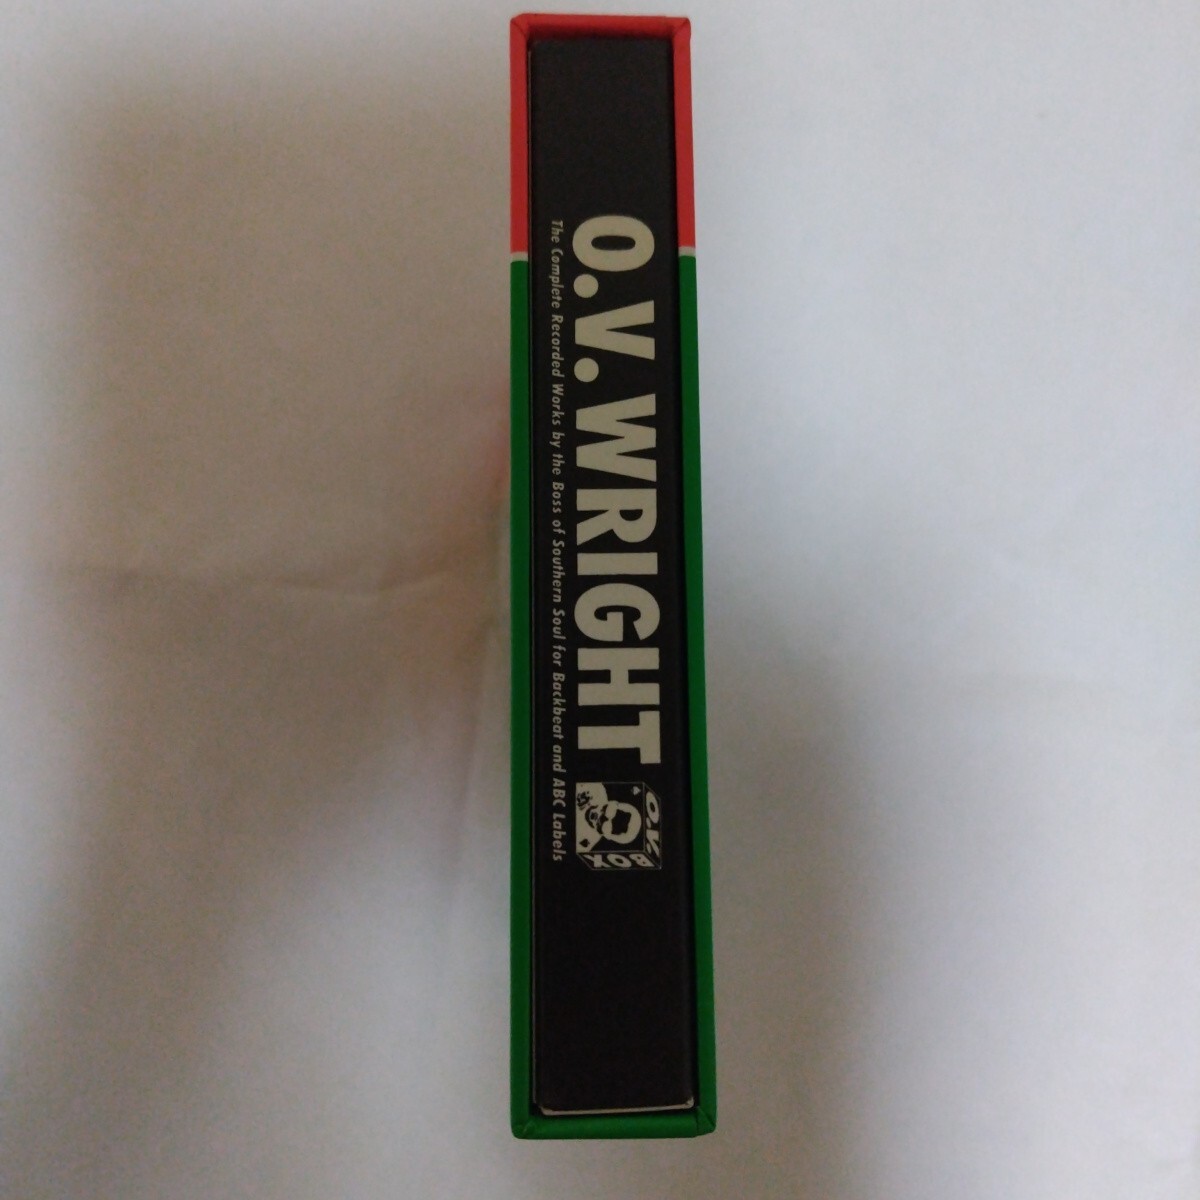 O.V. WRIGHT
The Complete Recorded Works by the Boss of Southern Soul for Backbeat and ABC Labels
O.V.
BOX